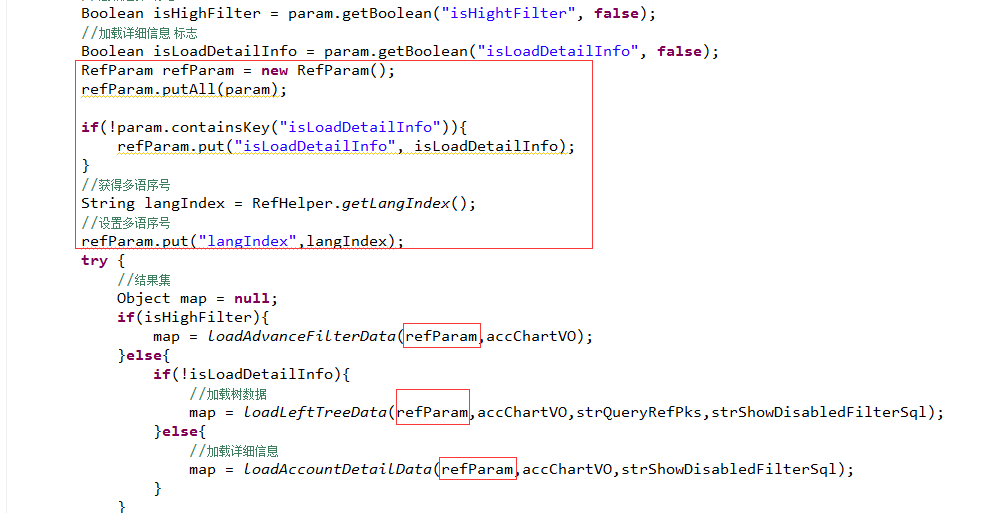 Boolean isHighFilter = param.getBoolean("isHightFilter", false);
//加载详细信息 标志
Boolean isLoadDetailInfo = param.getBoolean("isLoadDetailInfo", false);
RefParam refParam = new RefParam();
refParam.putAll(param);
if(!param.containsKey("isLoadDetailInfo")){
refParam.put("isLoadDetailInfo", isLoadDetailInfo);
}
//获得多语序号
String langIndex = RefHelper.getLangIndex();
//设置多语序号
refParam.put("langIndex",langIndex);
try {
//结果集
Object map = null;
if(isHighFilter){
map = loadAdvanceFilterData(refParam,accChartVO);
}else{
if(!isLoadDetailInfo){
//加载树数据
map = loadLeftTreeData(refParam,accChartVO,strQueryRefPks,strShowDisabledFilterSql);
}else{
//加载详细信息
map = loadAccountDetailData(refParam,accChartVO,strShowDisabledFilterSql);
}
}